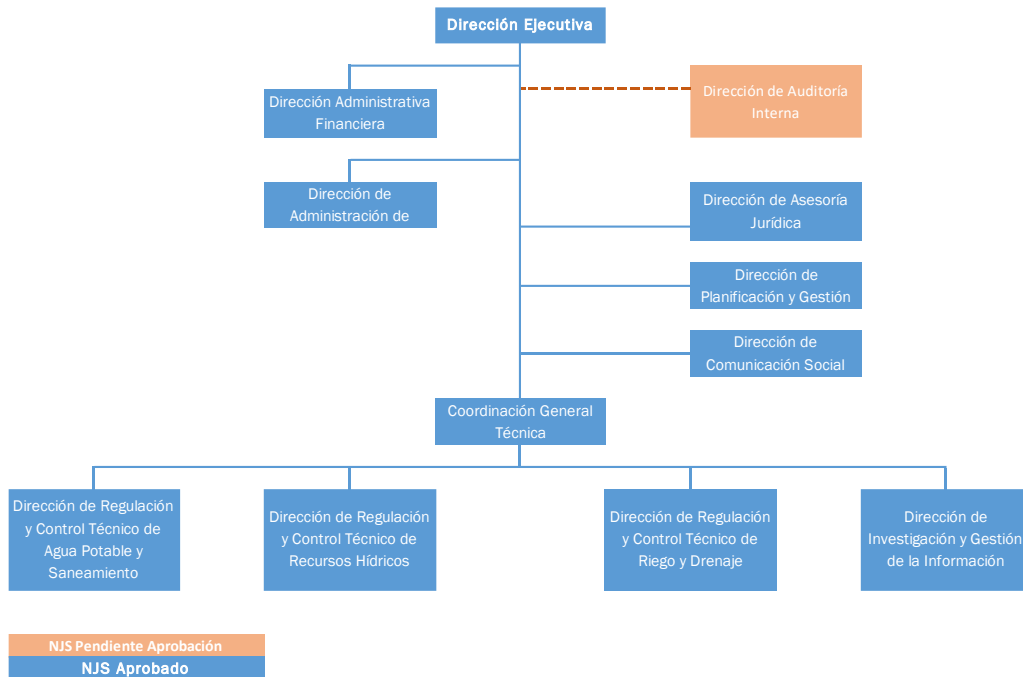 Dirección Ejecutiva
Dirección Administrativa
Financiera
Dirección de Auditoría
Interna
Dirección de
Administración de
Dirección de Asesoría
Jurídica
Dirección de
Planificación y Gestión
Dirección de
Comunicación Social
Coordinación General
Técnica
Dirección de Regulación
y Control Técnico de
Agua Potable y
Saneamiento
Dirección de Regulación
y Control Técnico de
Recursos Hídricos
Dirección de Regulación
y Control Técnico de
Riego y Drenaje
Dirección de
Investigación y Gestión
de la Información
NJS Pendiente Aprobación
NJS Aprobado